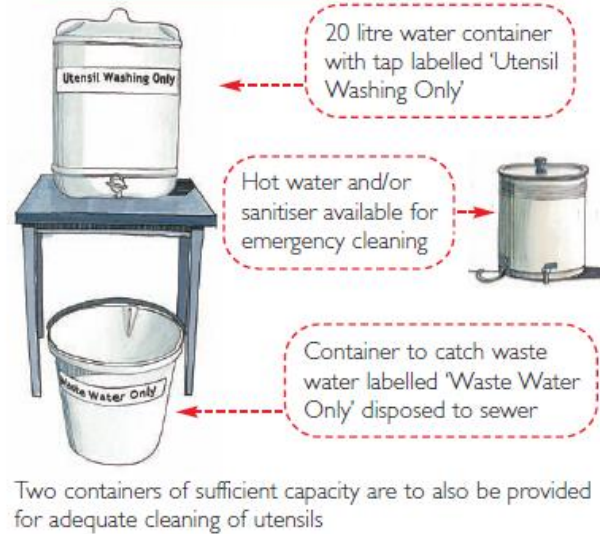 20 litre water container
with tap labelled ‘Utensil
Washing Only’
Utensil Washing Only
Hot water and/or
sanitiser available for
emergency cleaning
Container to catch waste
water labelled ‘Waste Water
Only’ disposed to sewer
Waste Water Only
Two containers of sufficient capacity are to also be provided
for adequate cleaning of utensils